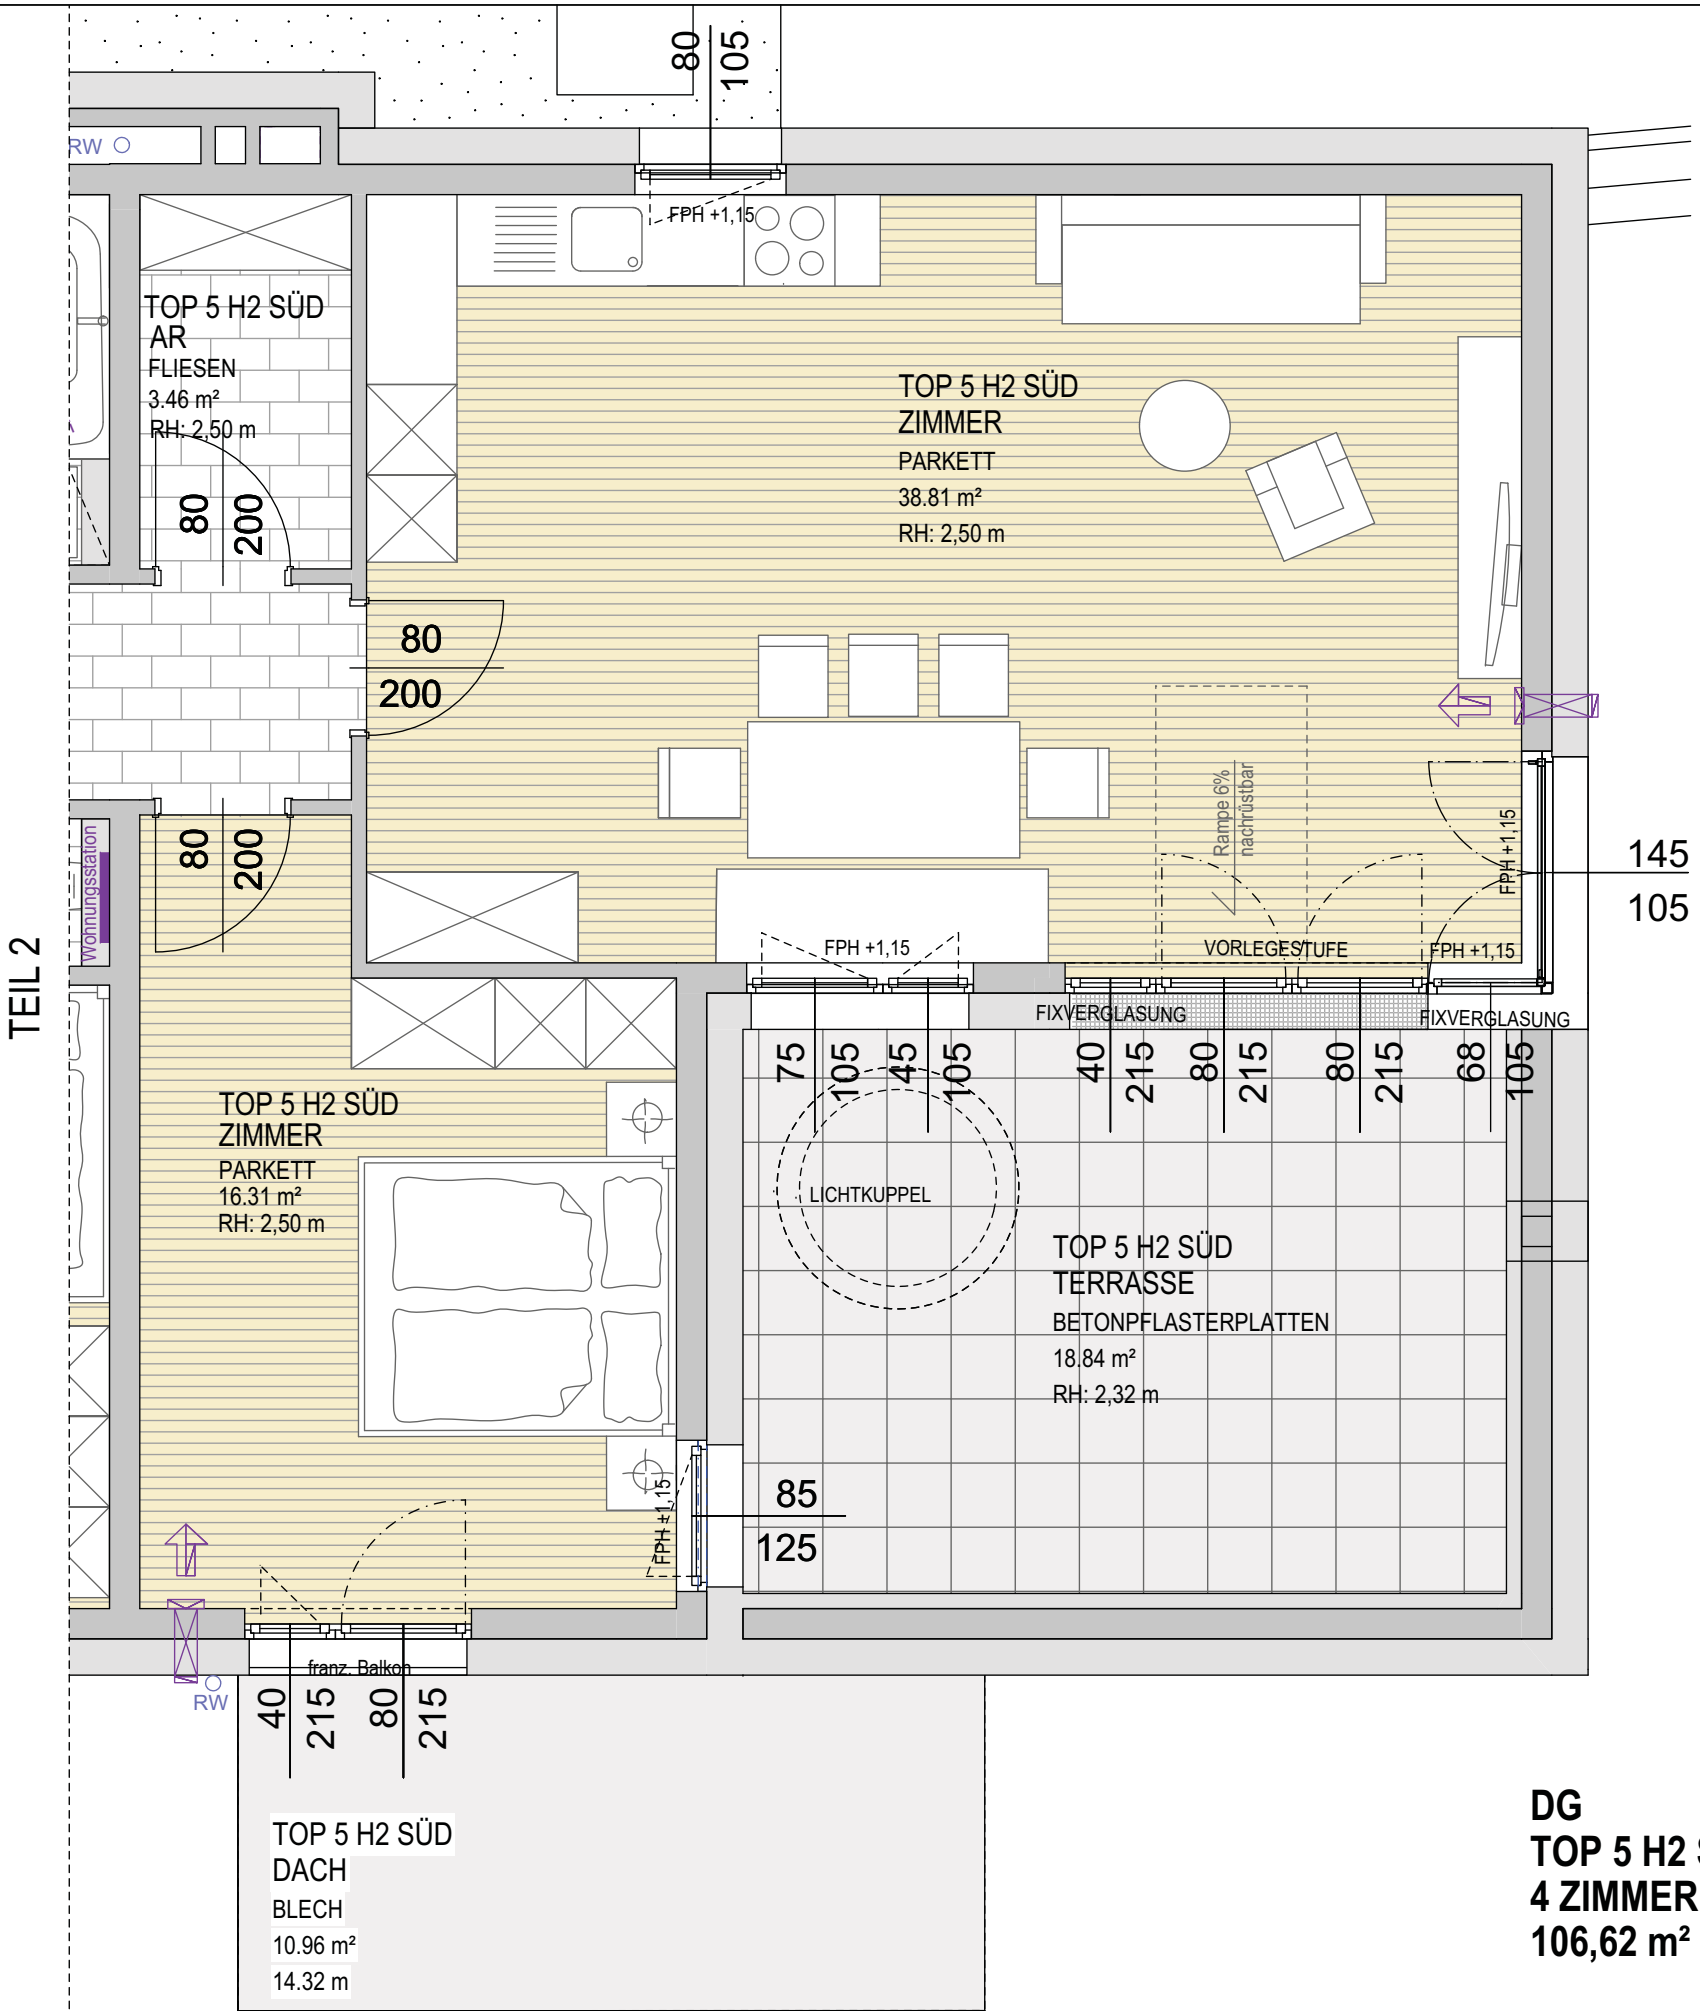 80
105
RW
FPH +1,15
TOP 5 H2 SÜD
AR
FLIESEN
3.46 m²
RH: 2,50 m
80
200
TOP 5 H2 SÜD
ZIMMER
PARKETT
38.81 m²
RH: 2,50 m
80
200
80
200
Wohnungsstation
TEIL 2
Rampe 6%
nachrüstbar
FPH +1,15
145
105
FPH +1,15
VORLEGESTUFE
FPH +1,15
FIXVERGLASUNG
FIXVERGLASUNG
75
105
45
105
40
215
80
215
80
215
68
105
TOP 5 H2 SÜD
ZIMMER
PARKETT
16.31 m²
RH: 2,50 m
LICHTKUPPEL
TOP 5 H2 SÜD
TERRASSE
BETONPFLASTERPLATTEN
18.84 m²
RH: 2,32 m
FPH +1,15
85
125
franz. Balkon
RW
40
215
80
215
TOP 5 H2 SÜD
DACH
BLECH
10.96 m²
14.32 m
DG
TOP 5 H2
4 ZIMMER
106,62 m²